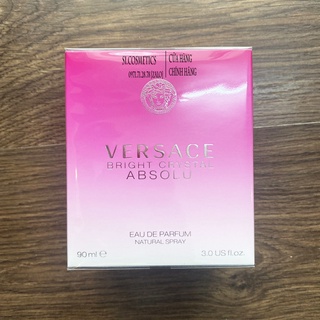 SI.COSMETICS CỬA HÀNG
CHÍNH HÃNG
VERSACE
BRIGHT CRYSTAL
ABSOLU
EAU DE PARFUM
NATURAL SPRAY
90 ml e 3.0 US fl.oz.